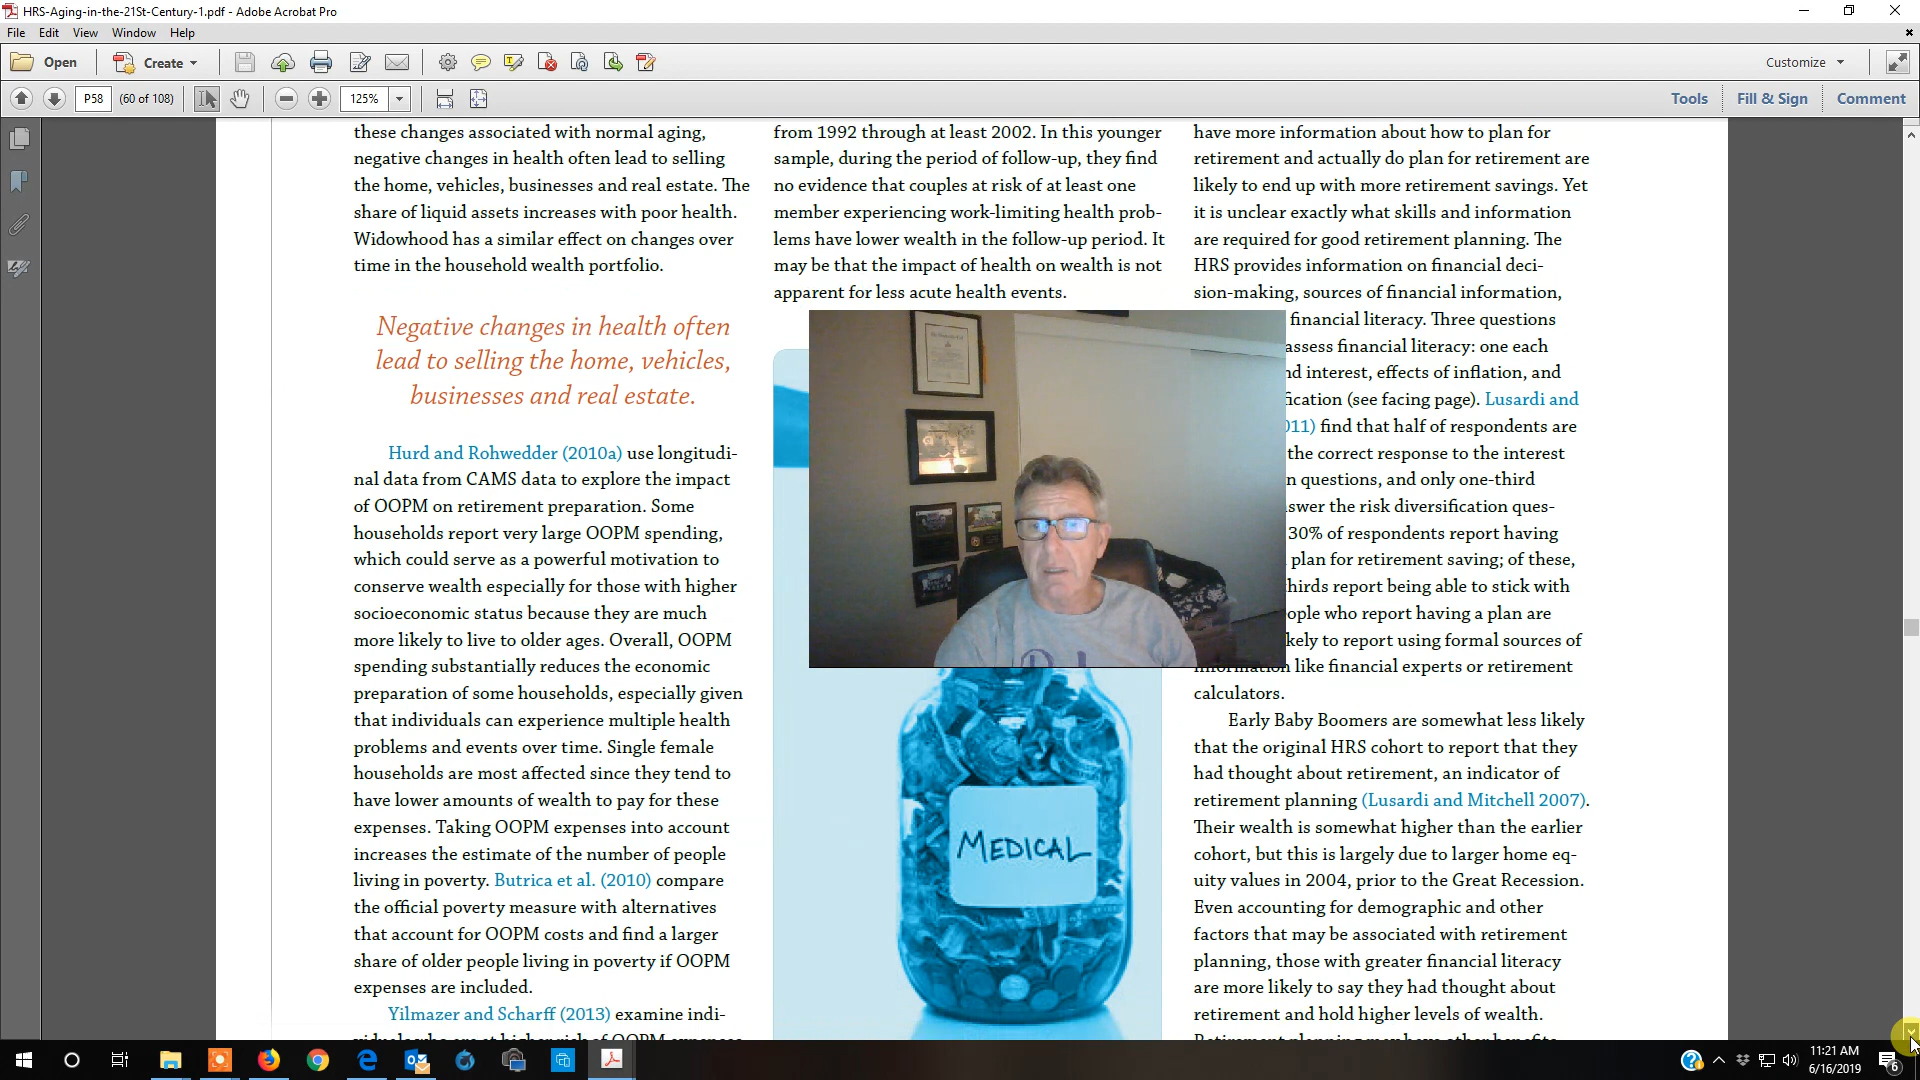 HRS-Aging-in-the-21St-Century-1.pdf - Adobe Acrobat Pro
File Edit View Window Help
Open Create Customize
P58 (60 of 108) 125% Tools Fill & Sign Comment
these changes associated with normal aging,
negative changes in health often lead to selling
the home, vehicles, businesses and real estate. The
share of liquid assets increases with poor health.
Widowhood has a similar effect on changes over
time in the household wealth portfolio.
Negative changes in health often
lead to selling the home, vehicles,
businesses and real estate.
Hurd and Rohwedder (2010a) use longitudi-
nal data from CAMS data to explore the impact
of OOPM on retirement preparation. Some
households report very large OOPM spending,
which could serve as a powerful motivation to
conserve wealth especially for those with higher
socioeconomic status because they are much
more likely to live to older ages. Overall, OOPM
spending substantially reduces the economic
preparation of some households, especially given
that individuals can experience multiple health
problems and events over time. Single female
households are most affected since they tend to
have lower amounts of wealth to pay for these
expenses. Taking OOPM expenses into account
increases the estimate of the number of people
living in poverty. Butrica et al. (2010) compare
the official poverty measure with alternatives
that account for OOPM costs and find a larger
share of older people living in poverty if OOPM
expenses are included.
Yilmazer and Scharff (2013) examine indi-
from 1992 through at least 2002. In this younger
sample, during the period of follow-up, they find
no evidence that couples at risk of at least one
member experiencing work-limiting health prob-
lems have lower wealth in the follow-up period. It
may be that the impact of health on wealth is not
apparent for less acute health events.
MEDICAL
have more information about how to plan for
retirement and actually do plan for retirement are
likely to end up with more retirement savings. Yet
it is unclear exactly what skills and information
are required for good retirement planning. The
HRS provides information on financial deci-
sion-making, sources of financial information,
financial literacy. Three questions
assess financial literacy: one each
interest, effects of inflation, and
(see facing page). Lusardi and
find that half of respondents are
the correct response to the interest
questions, and only one-third
the risk diversification ques-
30% of respondents report having
plan for retirement saving; of these,
report being able to stick with
who report having a plan are
to report using formal sources of
information like financial experts or retirement
calculators.
Early Baby Boomers are somewhat less likely
that the original HRS cohort to report that they
had thought about retirement, an indicator of
retirement planning (Lusardi and Mitchell 2007).
Their wealth is somewhat higher than the earlier
cohort, but this is largely due to larger home eq-
uity values in 2004, prior to the Great Recession.
Even accounting for demographic and other
factors that may be associated with retirement
planning, those with greater financial literacy
are more likely to say they had thought about
retirement and hold higher levels of wealth.
11:21 AM
6/16/2019
6